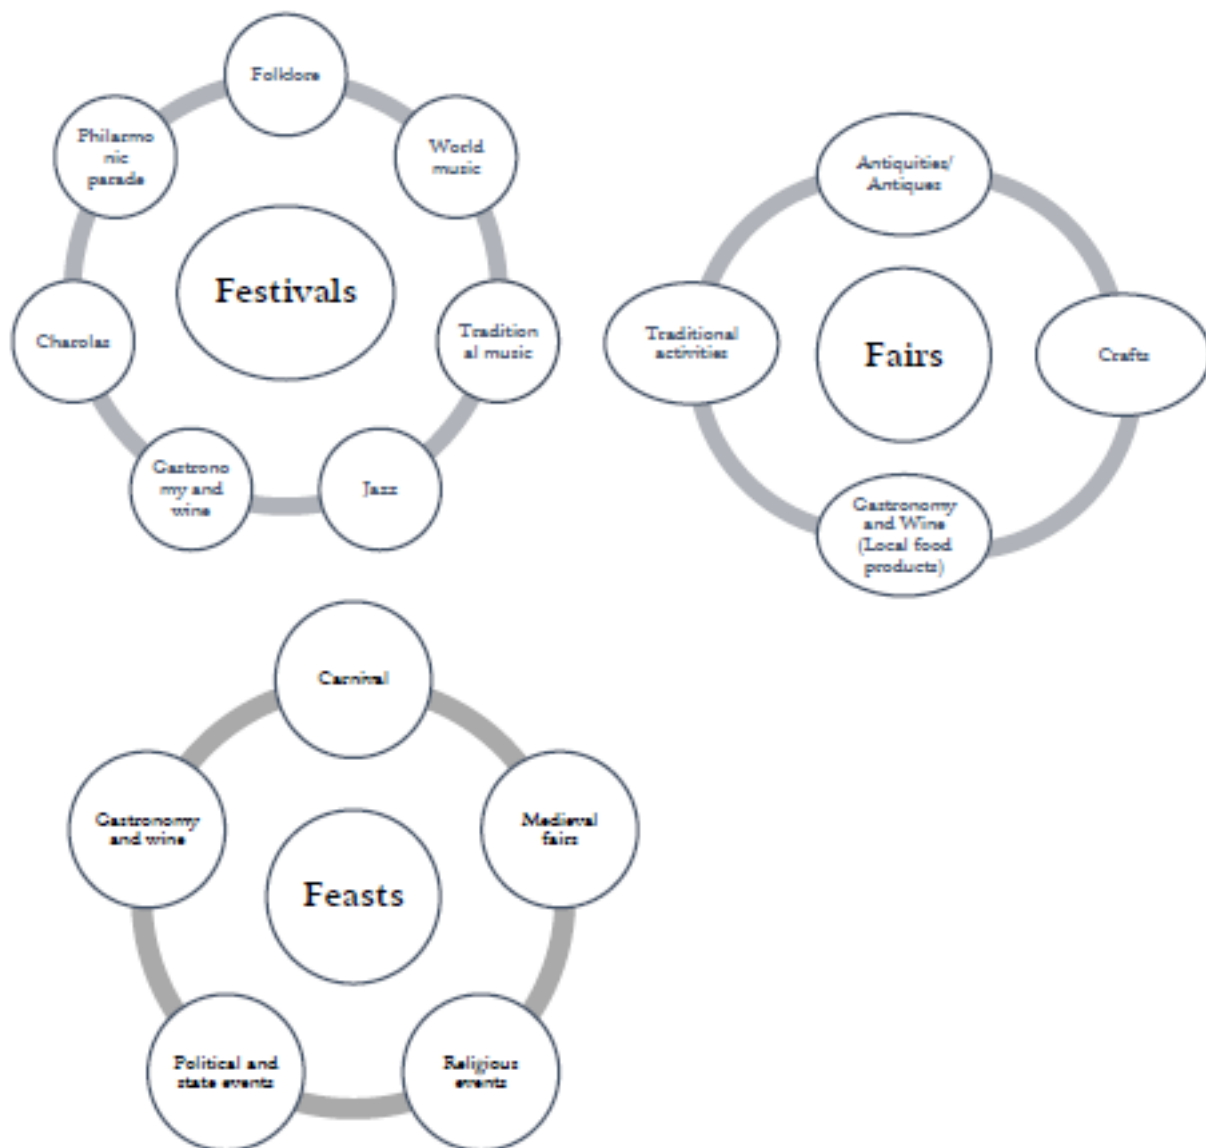 Folklore
World
music
Tradition
al music
Jazz
Gastrono
my and
wine
Charolas
Philarmo
nic
parade
Festivals
Antiquities/
Antiques
Crafts
Gastronomy
and Wine
(Local food
products)
Traditional
activities
Fairs
Carnival
Medieval
fairs
Religious
events
Political and
state events
Gastronomy
and wine
Feasts